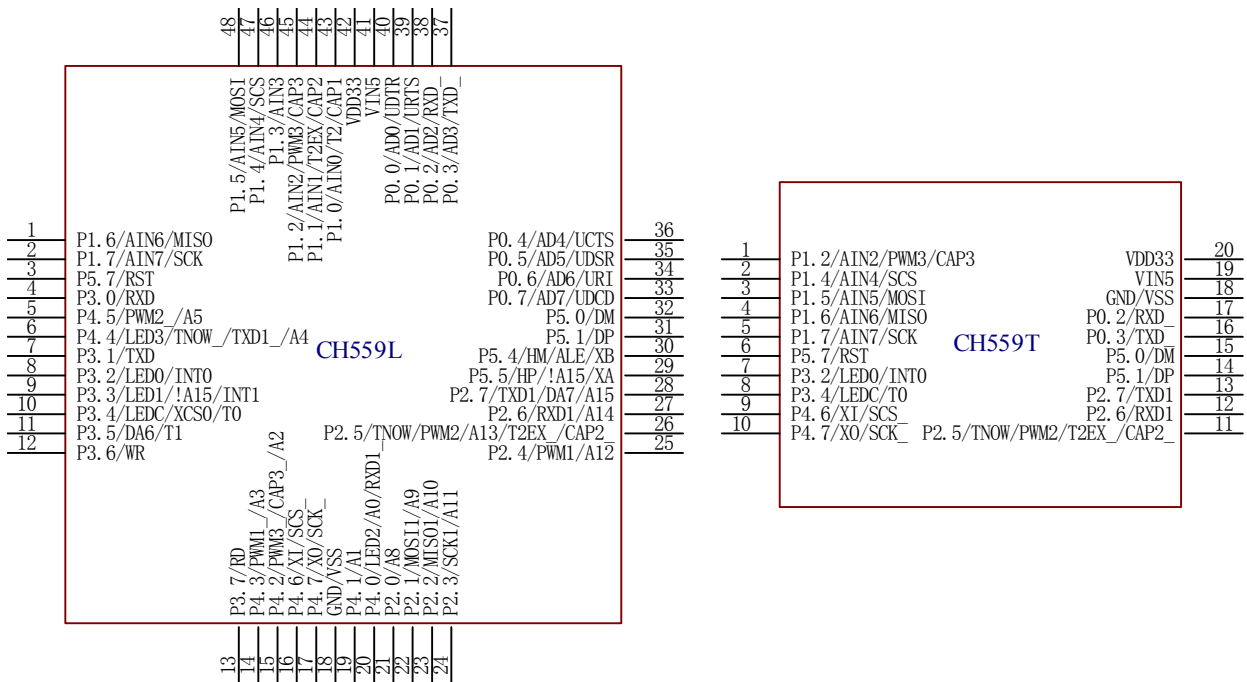 48
47
46
45
44
43
42
41
40
39
38
37
P1.5/AIN5/MOSI
P1.4/AIN4/SCS
P1.3/AIN3
P1.2/AIN2/PWM3/CAP3
P1.1/AIN1/T2EX/CAP2
P1.0/AIN0/T2/CAP1
VDD33
VIN5
P0.0/AD0/UDTR
P0.1/AD1/URTS
P0.2/AD2/RXD_
P0.3/AD3/TXD_
1 P1.6/AIN6/MISO
2 P1.7/AIN7/SCK
3 P5.7/RST
4 P3.0/RXD
5 P4.5/PWM2_/A5
6 P4.4/LED3/TNOW_/TXD1_/A4
7 P3.1/TXD
8 P3.2/LED0/INT0
9 P3.3/LED1/!A15/INT1
10 P3.4/LEDC/XCS0/T0
11 P3.5/DA6/T1
12 P3.6/WR
CH559L
P0.4/AD4/UCTS 36
P0.5/AD5/UDSR 35
P0.6/AD6/URI 34
P0.7/AD7/UDCD 33
P5.0/DM 32
P5.1/DP 31
P5.4/HM/ALE/XB 30
P5.5/HP/!A15/XA 29
P2.7/TXD1/DA7/A15 28
P2.6/RXD1/A14 27
P2.5/TNOW/PWM2/A13/T2EX_/CAP2_ 26
P2.4/PWM1/A12 25
P3.7/RD
P4.3/PWM1_/A3
P4.2/PWM3_/CAP3_/A2
P4.6/XI/SCS_
P4.7/XO/SCK_
GND/VSS
P4.1/A1
P4.0/LED2/A0/RXD1_
P2.0/A8
P2.1/MOSI1/A9
P2.2/MISO1/A10
P2.3/SCK1/A11
13
14
15
16
17
18
19
20
21
22
23
24
1 P1.2/AIN2/PWM3/CAP3
2 P1.4/AIN4/SCS
3 P1.5/AIN5/MOSI
4 P1.6/AIN6/MISO
5 P1.7/AIN7/SCK
6 P5.7/RST
7 P3.2/LED0/INT0
8 P3.4/LEDC/T0
9 P4.6/XI/SCS_
10 P4.7/XO/SCK_
CH559T
VDD33 20
VIN5 19
GND/VSS 18
P0.2/RXD_ 17
P0.3/TXD_ 16
P5.0/DM 15
P5.1/DP 14
P2.7/TXD1 13
P2.6/RXD1 12
P2.5/TNOW/PWM2/T2EX_/CAP2_ 11